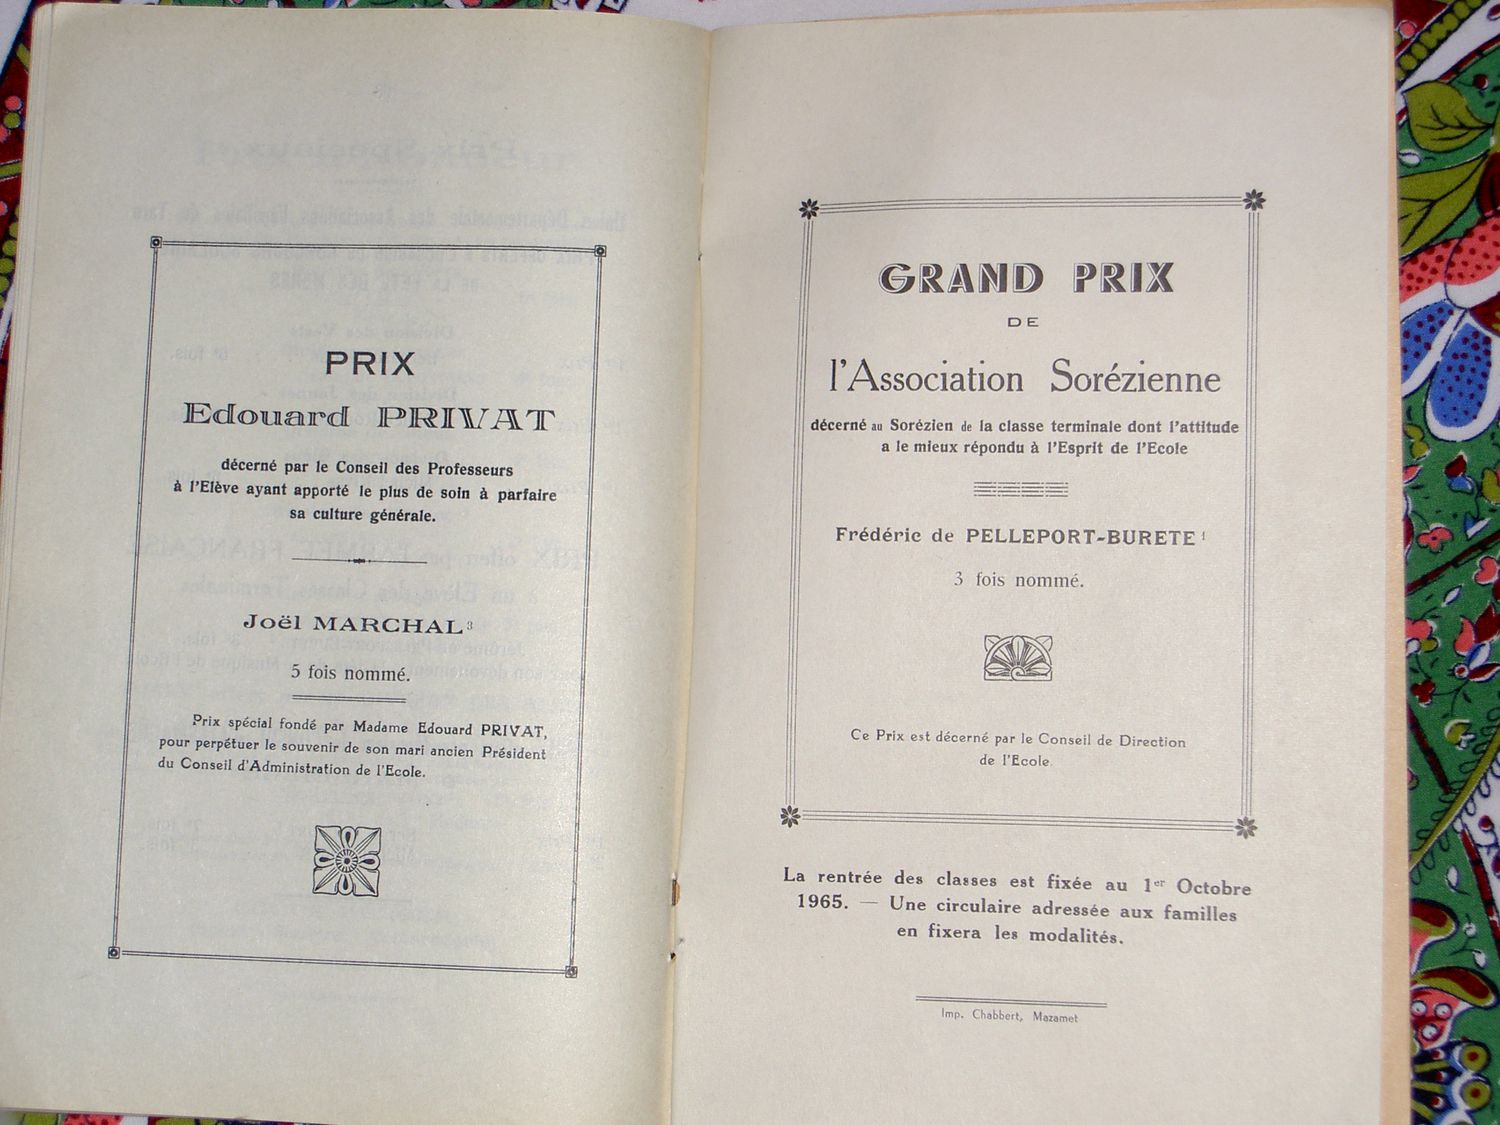 PRIX
Edouard PRIVAT
décerné par le Conseil des Professeurs
à l'Elève ayant apporté le plus de soin à parfaire
sa culture générale.
Joël MARCHAL 3
5 fois nommé.
Prix spécial fondé par Madame Edouard PRIVAT,
pour perpétuer le souvenir de son mari ancien Président
du Conseil d'Administration de l'Ecole.
GRAND PRIX
DE
l'Association Sorézienne
décerné au Sorézien de la classe terminale dont l'attitude
a le mieux répondu à l'Esprit de l'Ecole
Frédéric de PELLEPORT-BURETE 1
3 fois nommé.
Ce Prix est décerné par le Conseil de Direction
de l'Ecole.
La rentrée des classes est fixée au 1er Octobre
1965. — Une circulaire adressée aux familles
en fixera les modalités.
Imp. Chabbert, Mazamet